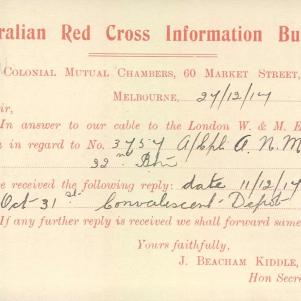 ralian Red Cross Information Bu
COLONIAL MUTUAL CHAMBERS, 60 MARKET STREET,
MELBOURNE, 27/12/17
ir,
In answer to our cable to the London W. & M. E
n in regard to No. 3757 A/Cpl A. N. M
22nd Bn
e received the following reply: date 11/12/17
Oct 31st Convalescent Depot
If any further reply is received we shall forward same
Yours faithfully,
J. BEACHAM KIDDLE,
Hon Secre